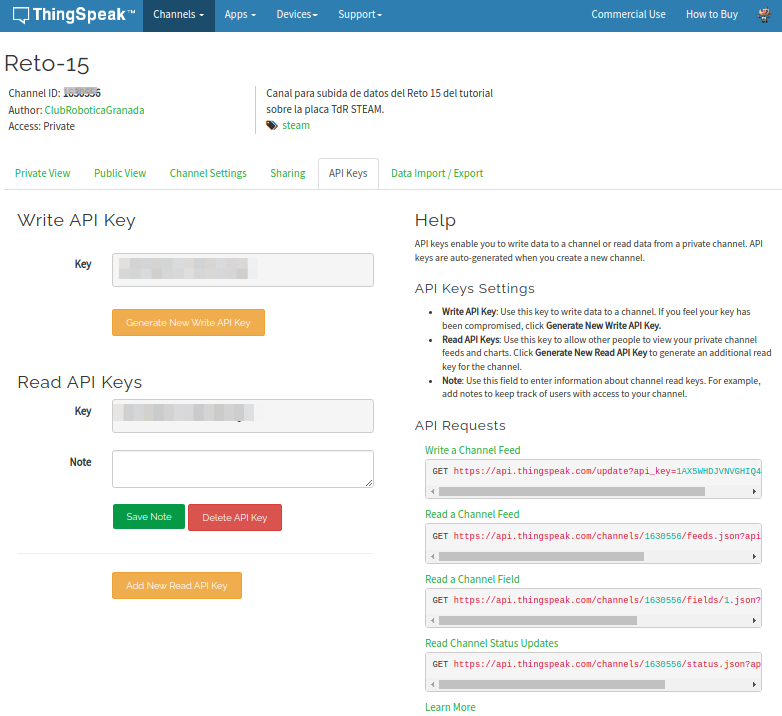 ThingSpeak™ Channels Apps Devices Support Commercial Use How to Buy
Reto-15
Channel ID:
Author: ClubRoboticaGranada
Access: Private
Canal para subida de datos del Reto 15 del tutorial
sobre la placa TdR STEAM.
steam
Private View Public View Channel Settings Sharing API Keys Data Import / Export
Write API Key
Key
Generate New Write API Key
Read API Keys
Key
Note
Save Note Delete API Key
Add New Read API Key
Help
API keys enable you to write data to a channel or read data from a private channel. API
keys are auto-generated when you create a new channel.
API Keys Settings
• Write API Key: Use this key to write data to a channel. If you feel your key has
been compromised, click Generate New Write API Key.
• Read API Keys: Use this key to allow other people to view your private channel
feeds and charts. Click Generate New Read API Key to generate an additional read
key for the channel.
• Note: Use this field to enter information about channel read keys. For example,
add notes to keep track of users with access to your channel.
API Requests
Write a Channel Feed
GET https://api.thingspeak.com/update?api_key=1AX5WHDJVNVGHIQ4
Read a Channel Feed
GET https://api.thingspeak.com/channels/1630556/feeds.json?api
Read a Channel Field
GET https://api.thingspeak.com/channels/1630556/fields/1.json?
Read Channel Status Updates
GET https://api.thingspeak.com/channels/1630556/status.json?ap
Learn More